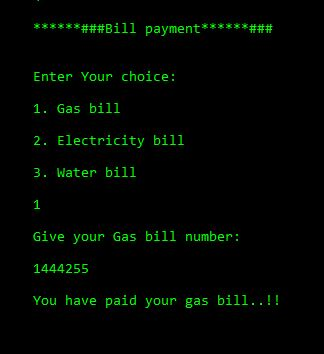 ******###Bill payment******###
Enter Your choice:
1. Gas bill
2. Electricity bill
3. Water bill
1
Give your Gas bill number:
1444255
You have paid your gas bill..!!